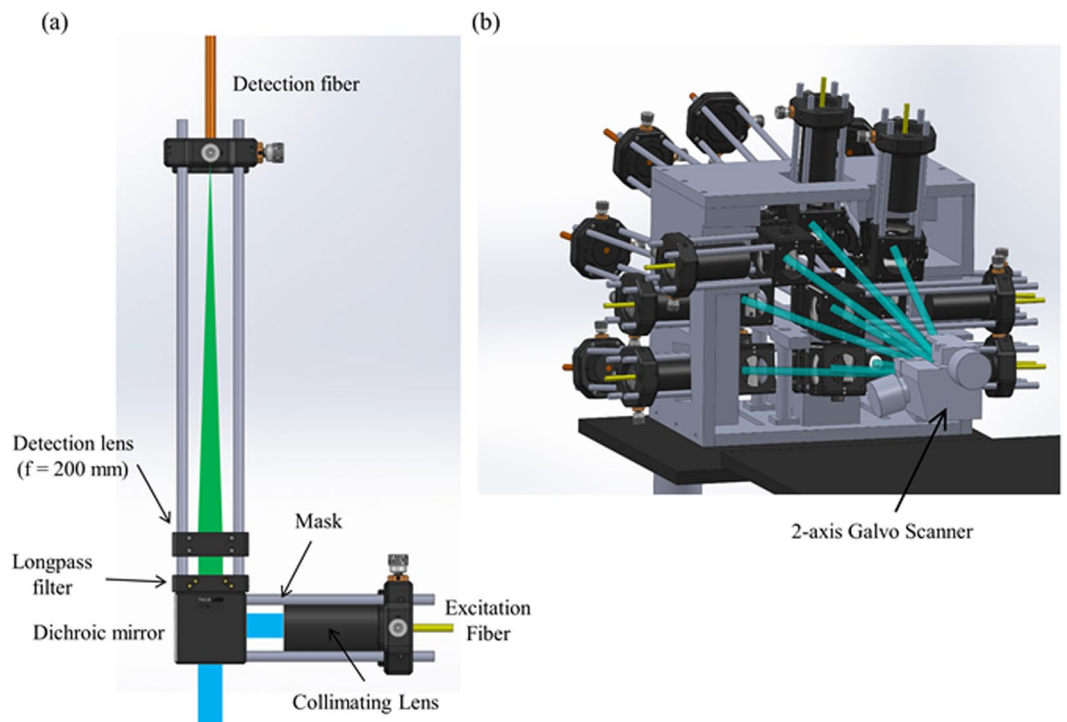 (a)
Detection fiber
Detection lens
(f = 200 mm)
Mask
Longpass
filter
Dichroic mirror
Excitation
Fiber
Collimating Lens
(b)
2-axis Galvo Scanner